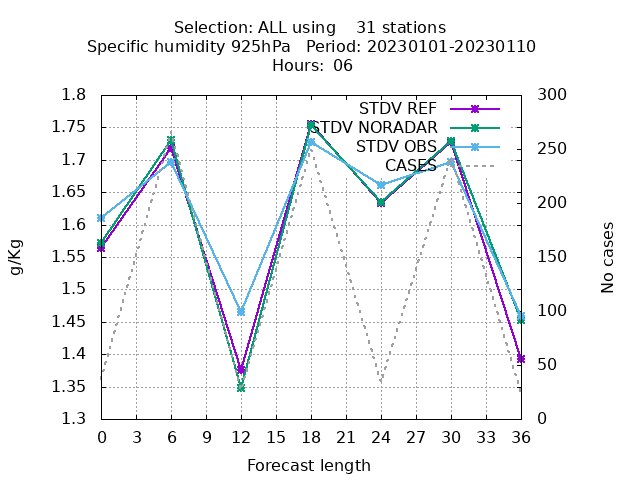 Selection: ALL using    31 stations
Specific humidity 925hPa   Period: 20230101-20230110
Hours:  06
STDV REF
STDV NORADAR
STDV OBS
CASES
1.8
1.75
1.7
1.65
1.6
1.55
1.5
1.45
1.4
1.35
1.3
g/Kg
300
250
200
150
100
50
0
No cases
0 3 6 9 12 15 18 21 24 27 30 33 36
Forecast length